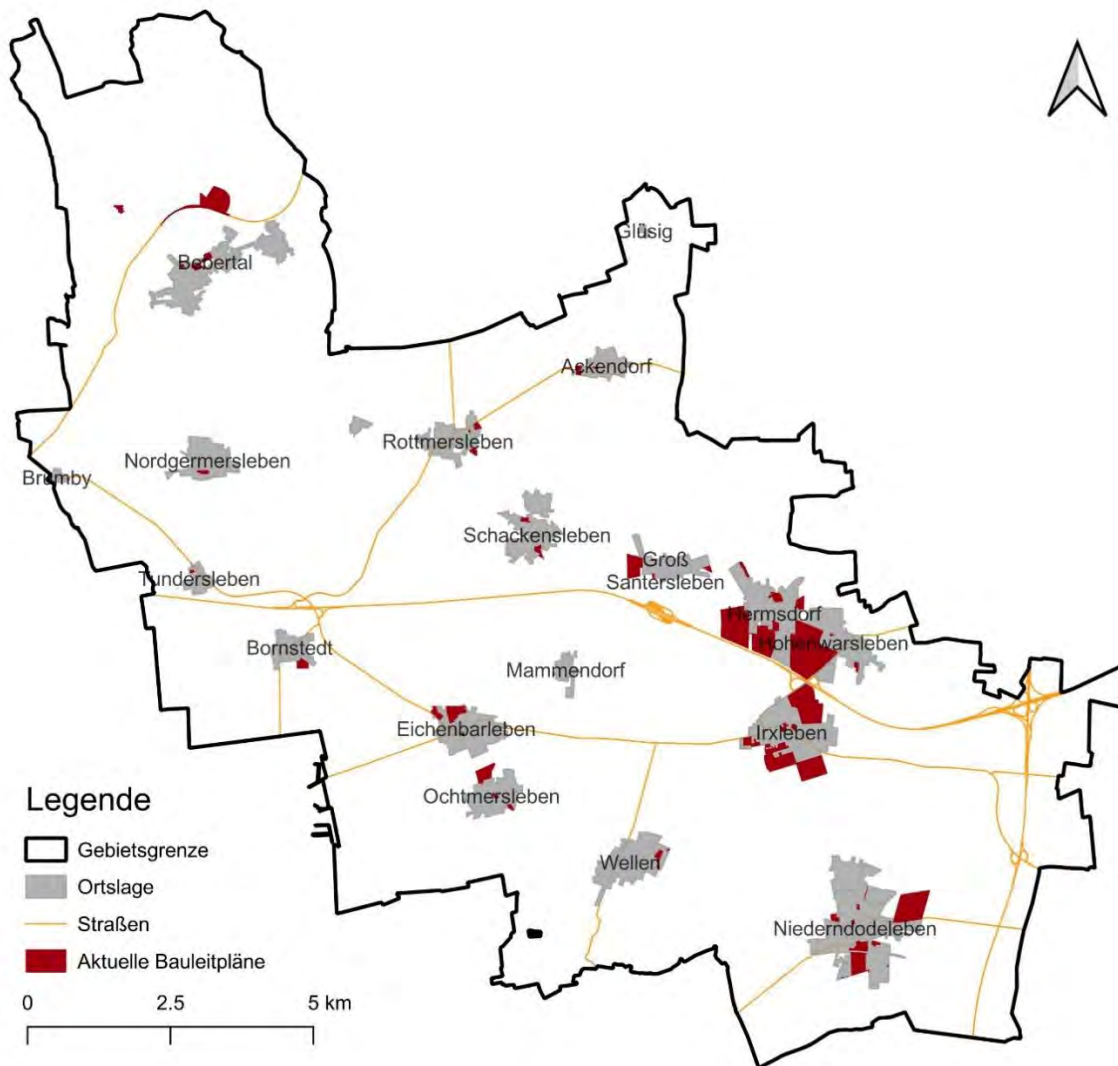 Glüsig
Bebertal
Ackendorf
Rottmersleben
Nordgermersleben
Brumby
Schackensleben
Groß
Santersleben
Tundersleben
Hermsdorf
Hohenwarsleben
Bornstedt
Mammendorf
Eichenbarleben
Irxleben
Ochtmersleben
Wellen
Niederndodeleben
Legende
Gebietsgrenze
Ortslage
Straßen
Aktuelle Bauleitpläne
0 2.5 5 km